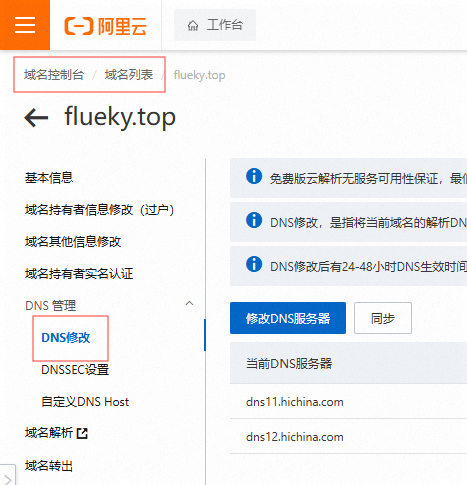 阿里云
工作台
域名控制台 / 域名列表 / flueky.top
flueky.top
基本信息
域名持有者信息修改（过户）
域名其他信息修改
域名持有者实名认证
DNS 管理
DNS修改
DNSSEC设置
自定义DNS Host
域名解析
域名转出
免费版云解析无服务可用性保证，最
DNS修改，是指将当前域名的解析DN
DNS修改后有24-48小时DNS生效时间
修改DNS服务器
同步
当前DNS服务器
dns11.hichina.com
dns12.hichina.com